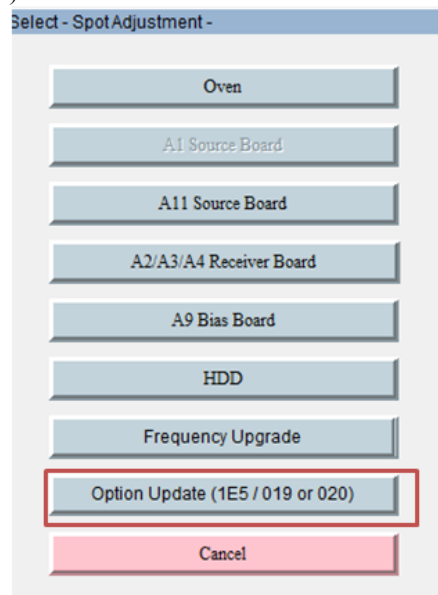 )
Select - Spot Adjustment -
Oven
A1 Source Board
A11 Source Board
A2/A3/A4 Receiver Board
A9 Bias Board
HDD
Frequency Upgrade
Option Update (1E5 / 019 or 020)
Cancel